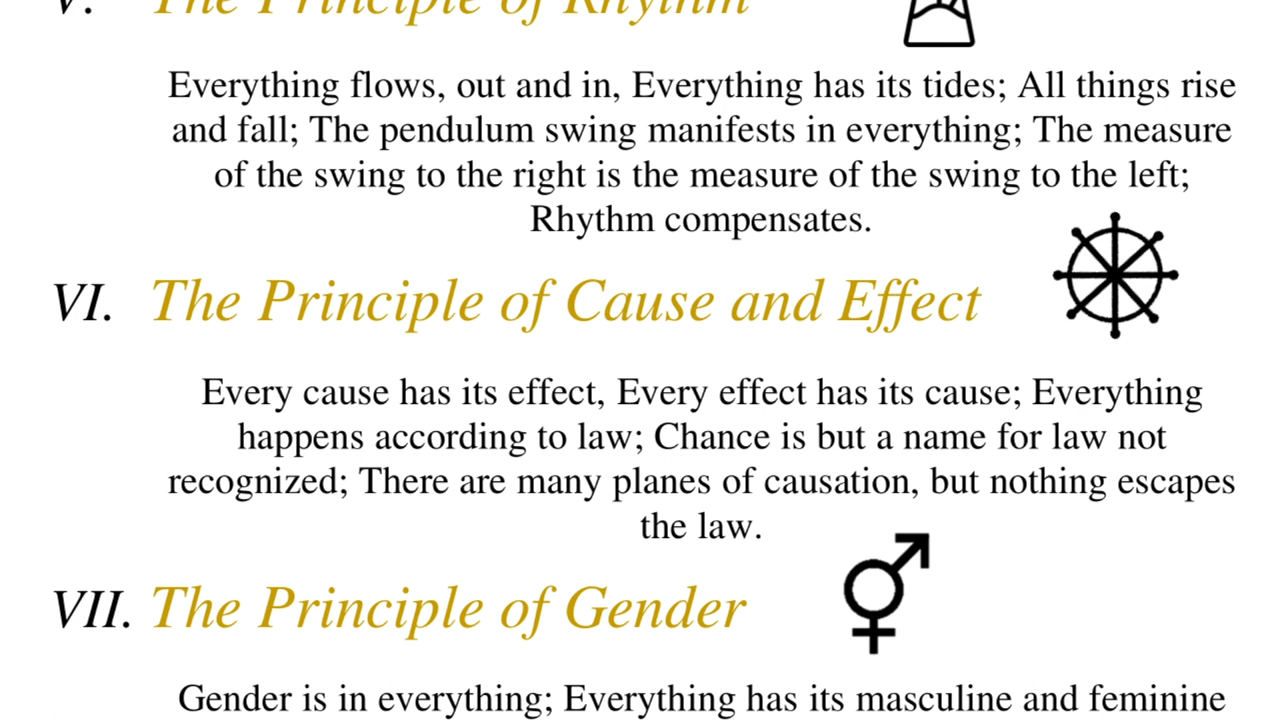 V. The Principle of Rhythm
Everything flows, out and in, Everything has its tides; All things rise
and fall; The pendulum swing manifests in everything; The measure
of the swing to the right is the measure of the swing to the left;
Rhythm compensates.
VI. The Principle of Cause and Effect
Every cause has its effect, Every effect has its cause; Everything
happens according to law; Chance is but a name for law not
recognized; There are many planes of causation, but nothing escapes
the law.
VII. The Principle of Gender
Gender is in everything; Everything has its masculine and feminine